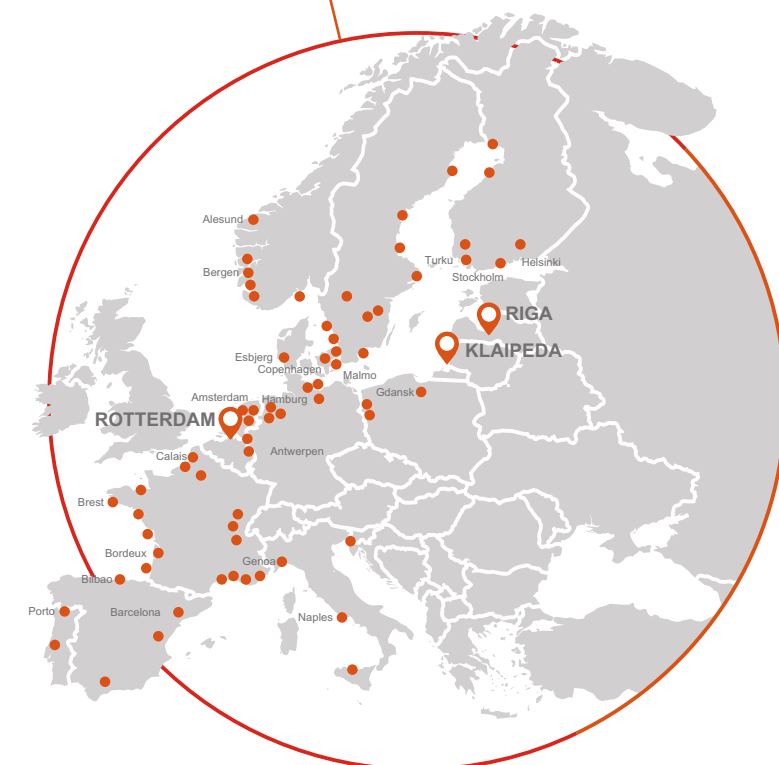 Alesund
Bergen
Turku
Helsinki
Stockholm
RIGA
KLAIPEDA
Esbjerg
Copenhagen
Malmo
Amsterdam
Hamburg
Gdansk
ROTTERDAM
Antwerpen
Calais
Brest
Bordeux
Genoa
Bilbao
Porto
Barcelona
Naples